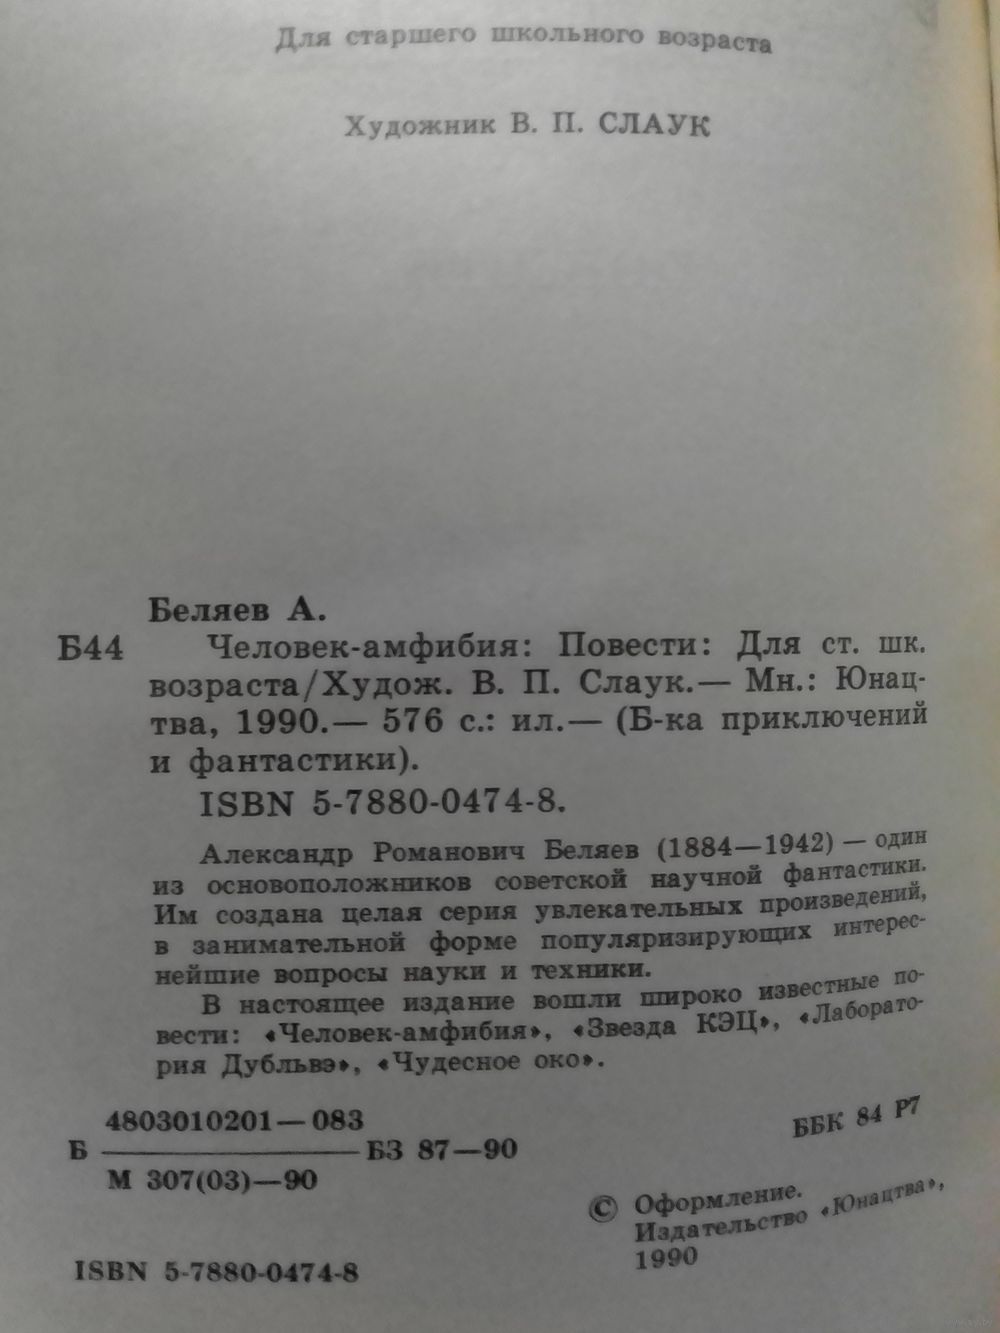 Для старшего школьного возраста
Художник В. П. СЛАУК
Беляев А.
Б44 Человек-амфибия: Повести: Для ст. шк.
возраста/Худож. В. П. Слаук.— Мн.: Юнац-
тва, 1990.— 576 с.: ил.— (Б-ка приключений
и фантастики).
ISBN 5-7880-0474-8.
Александр Романович Беляев (1884—1942) — один
из основоположников советской научной фантастики.
Им создана целая серия увлекательных произведений,
в занимательной форме популяризирующих интерес-
нейшие вопросы науки и техники.
В настоящее издание вошли широко известные по-
вести: «Человек-амфибия», «Звезда КЭЦ», «Лаборато-
рия Дубльвэ», «Чудесное око».
4803010201—083
Б БЗ 87—90
М 307(03)—90
ББК 84 Р7
© Оформление.
Издательство «Юнацтва»,
1990
ISBN 5-7880-0474-8